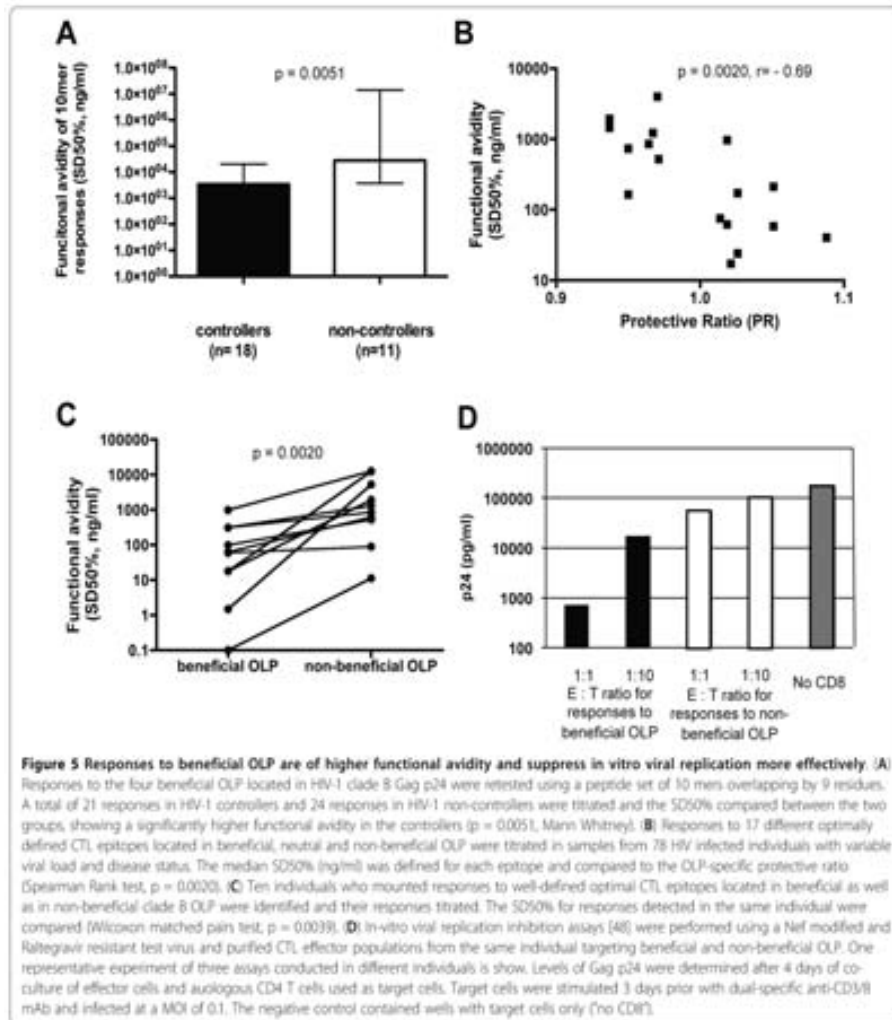 A
Funcitonal avidity of 10mer
responses (SD50%, ng/ml)
1.0×10⁰⁸
1.0×10⁰⁷
1.0×10⁰⁶
1.0×10⁰⁵
1.0×10⁰⁴
1.0×10⁰³
1.0×10⁰²
1.0×10⁰¹
1.0×10⁰⁰
p = 0.0051
controllers
(n= 18)
non-controllers
(n=11)
B
Functional avidity
(SD50%, ng/ml)
10000
1000
100
10
p = 0.0020, r= - 0.69
0.9
1.0
1.1
Protective Ratio (PR)
C
Functional avidity
(SD50%, ng/ml)
100000
10000
1000
100
10
1
0.1
p = 0.0020
beneficial OLP
non-beneficial OLP
D
p24 (pg/ml)
1000000
100000
10000
1000
100
1:1 1:10
E : T ratio for
responses to
beneficial OLP
1:1 1:10
E : T ratio for
responses to non-
beneficial OLP
No CD8
Figure 5 Responses to beneficial OLP are of higher functional avidity and suppress in vitro viral replication more effectively. (A)
Responses to the four beneficial OLP located in HIV-1 clade B Gag p24 were retested using a peptide set of 10 mers overlapping by 9 residues.
A total of 21 responses in HIV-1 controllers and 24 responses in HIV-1 non-controllers were titrated and the SD50% compared between the two
groups, showing a significantly higher functional avidity in the controllers (p = 0.0051, Mann Whitney). (B) Responses to 17 different optimally
defined CTL epitopes located in beneficial, neutral and non-beneficial OLP were titrated in samples from 78 HIV infected individuals with variable
viral load and disease status. The median SD50% (ng/ml) was defined for each epitope and compared to the OLP-specific protective ratio
(Spearman Rank test, p = 0.0020). (C) Ten individuals who mounted responses to well-defined optimal CTL epitopes located in beneficial as well
as in non-beneficial clade B OLP were identified and their responses titrated. The SD50% for responses detected in the same individual were
compared (Wilcoxon matched pairs test, p = 0.0039). (D) In-vitro viral replication inhibition assays [48] were performed using a Nef modified and
Raltegravir resistant test virus and purified CTL effector populations from the same individual targeting beneficial and non-beneficial OLP. One
representative experiment of three assays conducted in different individuals is show. Levels of Gag p24 were determined after 4 days of co-
culture of effector cells and auologous CD4 T cells used as target cells. Target cells were stimulated 3 days prior with dual-specific anti-CD3/8
mAb and infected at a MOI of 0.1. The negative control contained wells with target cells only ("no CD8").